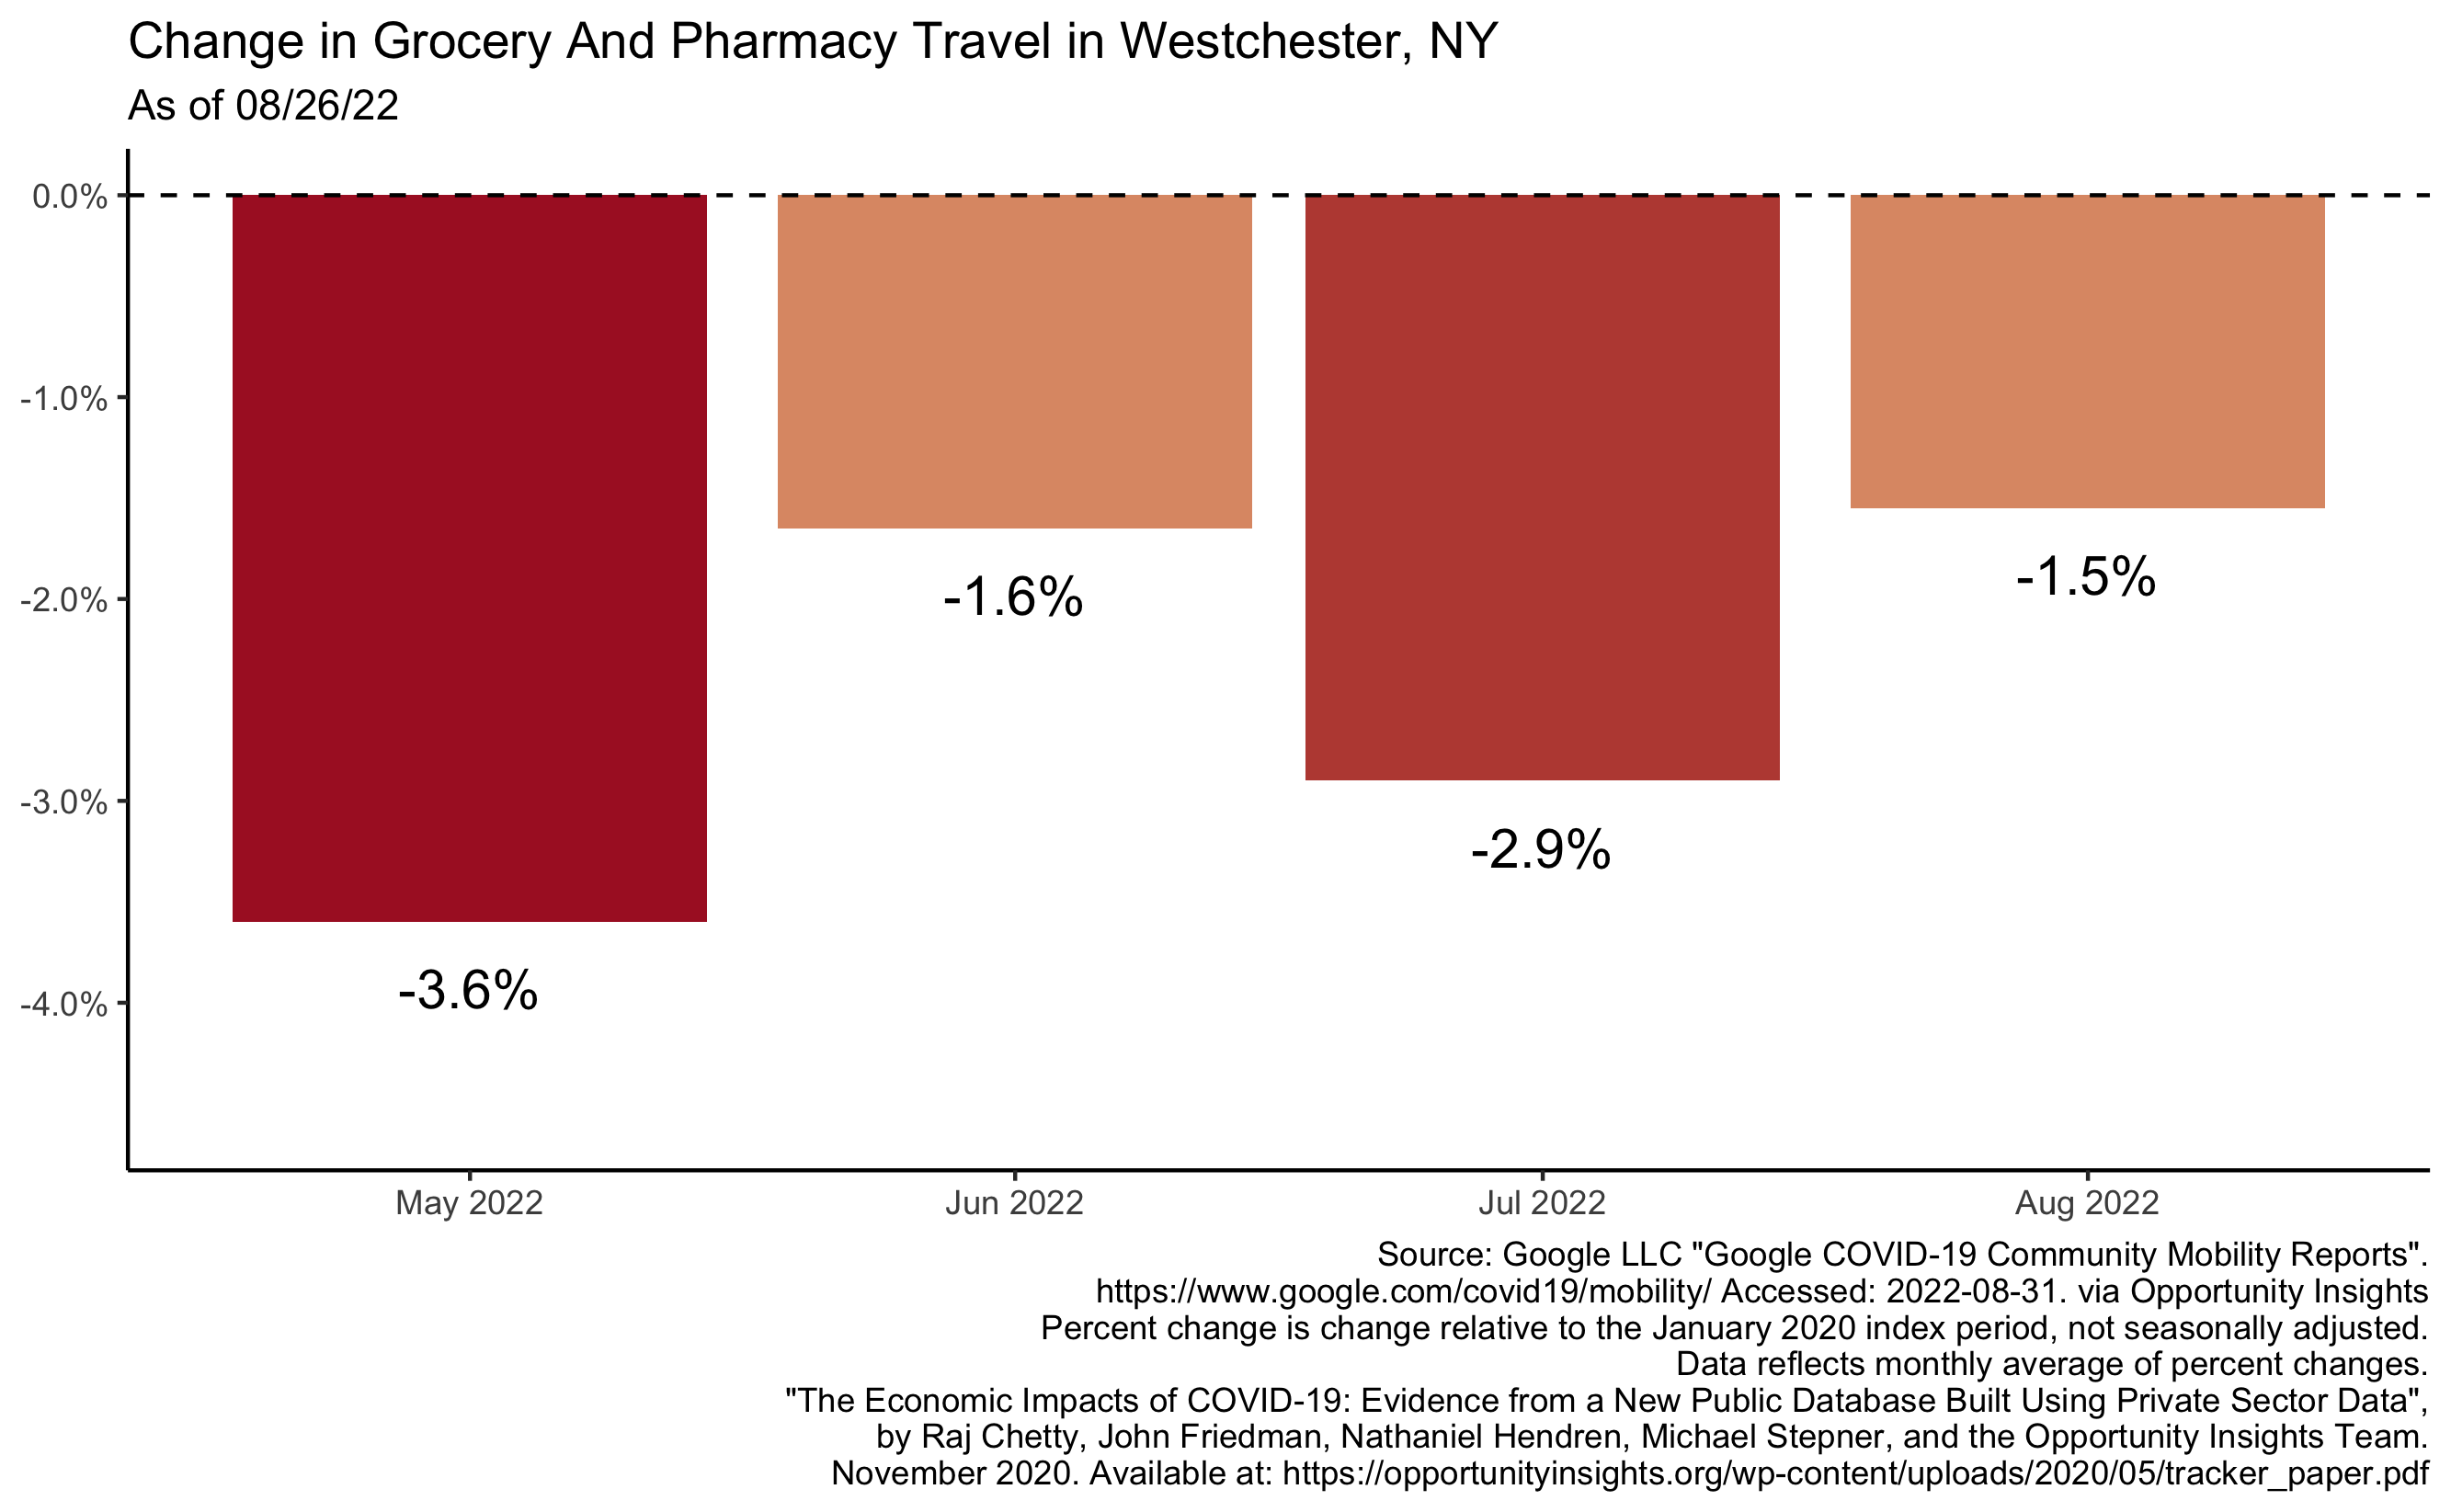 Change in Grocery And Pharmacy Travel in Westchester, NY
As of 08/26/22
0.0%
-1.0%
-2.0%
-3.0%
-4.0%
-3.6%
-1.6%
-2.9%
-1.5%
May 2022
Jun 2022
Jul 2022
Aug 2022
Source: Google LLC "Google COVID-19 Community Mobility Reports".
https://www.google.com/covid19/mobility/ Accessed: 2022-08-31. via Opportunity Insights
Percent change is change relative to the January 2020 index period, not seasonally adjusted.
Data reflects monthly average of percent changes.
"The Economic Impacts of COVID-19: Evidence from a New Public Database Built Using Private Sector Data",
by Raj Chetty, John Friedman, Nathaniel Hendren, Michael Stepner, and the Opportunity Insights Team.
November 2020. Available at: https://opportunityinsights.org/wp-content/uploads/2020/05/tracker_paper.pdf